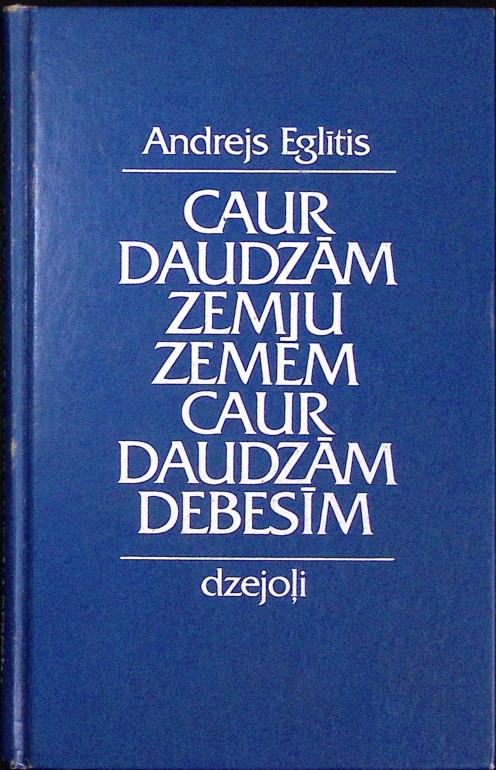 Andrejs Eglītis
CAUR
DAUDZĀM
ZEMJU
ZEMĒM
CAUR
DAUDZĀM
DEBESĪM
dzejoļi